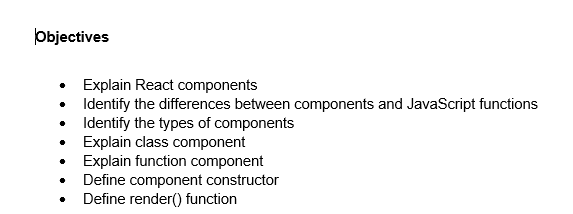 Objectives
• Explain React components
• Identify the differences between components and JavaScript functions
• Identify the types of components
• Explain class component
• Explain function component
• Define component constructor
• Define render() function